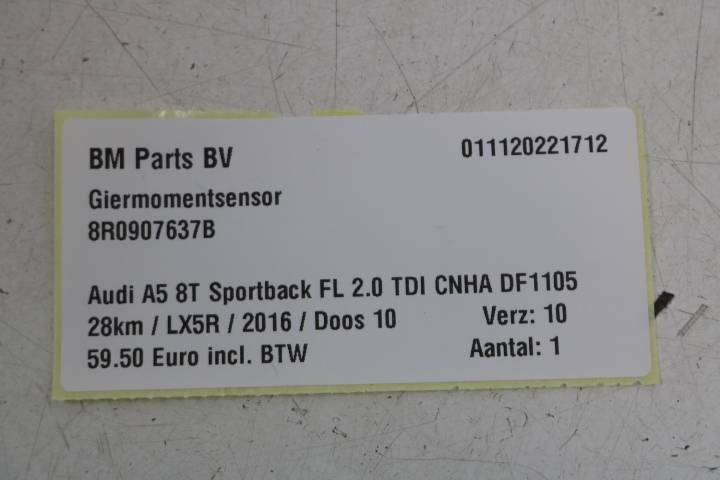 BM Parts BV 011120221712
Giermomentsensor
8R0907637B
Audi A5 8T Sportback FL 2.0 TDI CNHA DF1105
28km / LX5R / 2016 / Doos 10 Verz: 10
59.50 Euro incl. BTW Aantal: 1